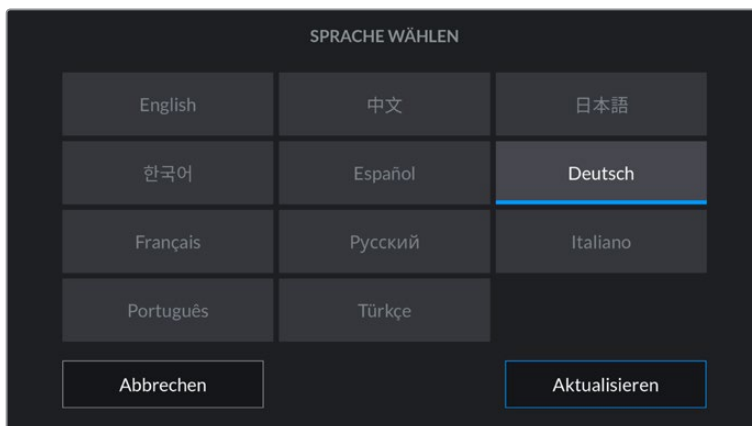 SPRACHE WÄHLEN
English 中文 日本語
한국어 Español Deutsch
Français Русский Italiano
Português Türkçe
Abbrechen Aktualisieren